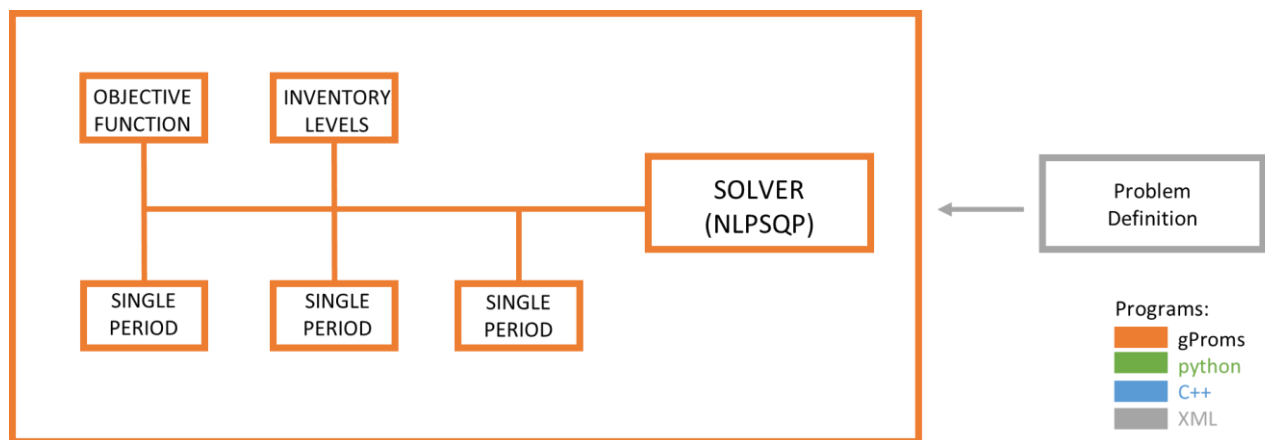 OBJECTIVE
FUNCTION
INVENTORY
LEVELS
SOLVER
(NLPSQP)
Problem
Definition
SINGLE
PERIOD
SINGLE
PERIOD
SINGLE
PERIOD
Programs:
gProms
python
C++
XML